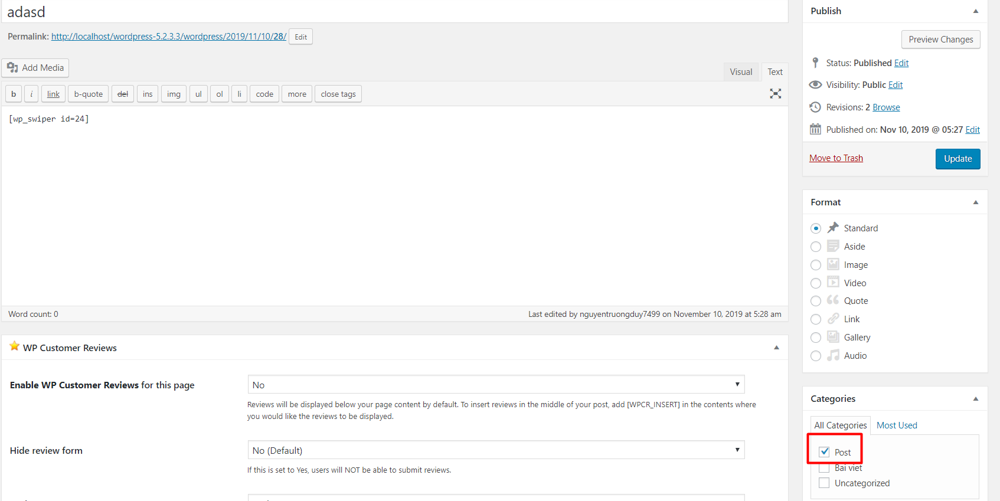 adasd
Permalink: http://localhost/wordpress-5.2.3.3/wordpress/2019/11/10/28/ Edit
Add Media
Visual Text
b i link b-quote del ins img ul ol li code more close tags
[wp_swiper id=24]
Word count: 0 Last edited by nguyentruongduy7499 on November 10, 2019 at 5:28 am
WP Customer Reviews
Enable WP Customer Reviews for this page No
Reviews will be displayed below your page content by default. To insert reviews in the middle of your post, add [WPCR_INSERT] in the contents where
you would like the reviews to be displayed.
Hide review form No (Default)
If this is set to Yes, users will NOT be able to submit reviews.
Publish
Preview Changes
Status: Published Edit
Visibility: Public Edit
Revisions: 2 Browse
Published on: Nov 10, 2019 @ 05:27 Edit
Move to Trash Update
Format
Standard
Aside
Image
Video
Quote
Link
Gallery
Audio
Categories
All Categories Most Used
Post
Bai viet
Uncategorized